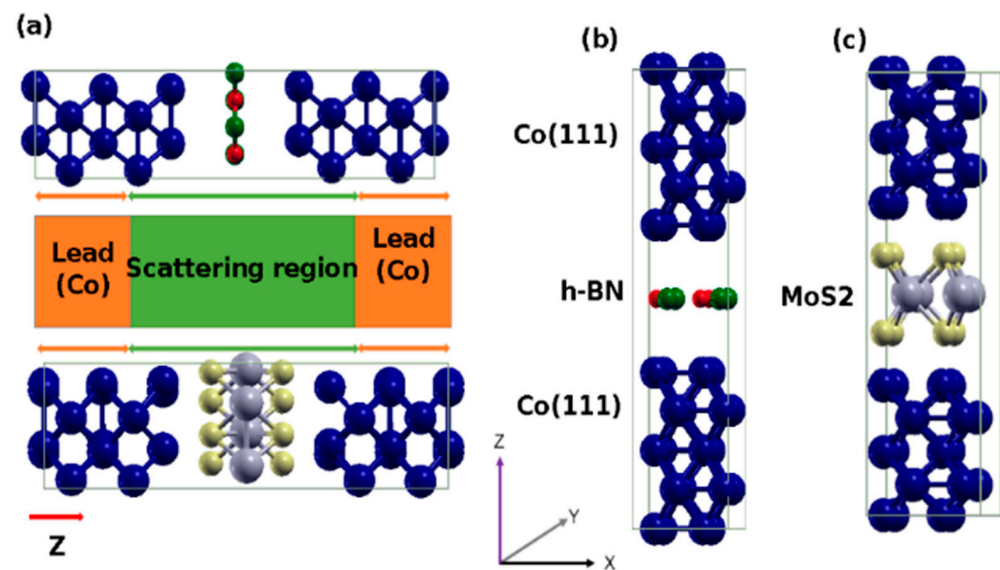 (a)
Lead
(Co)
Scattering region
Lead
(Co)
Z
(b)
Co(111)
h-BN
Co(111)
Z
Y
X
(c)
MoS2